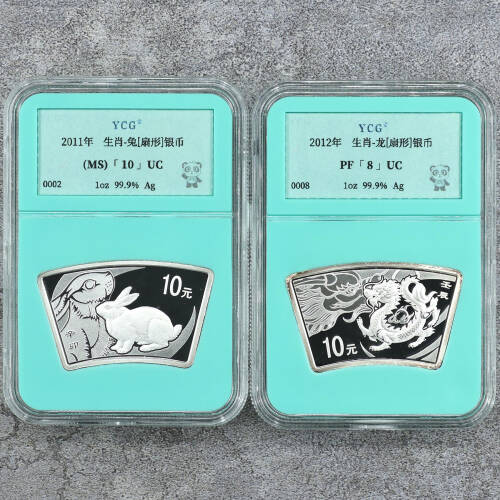 YCG®
2011年 生肖-兔[扇形]银币
(MS)「10」UC
0002 1oz 99.9% Ag
10元
辛卯
YCG®
2012年 生肖-龙[扇形]银币
PF「8」UC
0008 1oz 99.9% Ag
壬辰
10元